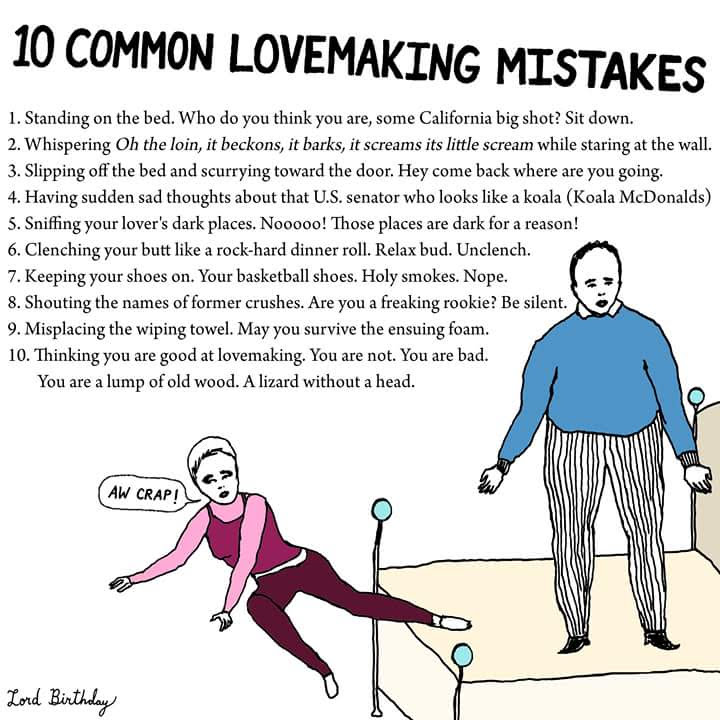 10 COMMON LOVEMAKING MISTAKES
1. Standing on the bed. Who do you think you are, some California big shot? Sit down.
2. Whispering Oh the loin, it beckons, it barks, it screams its little scream while staring at the wall.
3. Slipping off the bed and scurrying toward the door. Hey come back where are you going.
4. Having sudden sad thoughts about that U.S. senator who looks like a koala (Koala McDonalds)
5. Sniffing your lover's dark places. Nooooo! Those places are dark for a reason!
6. Clenching your butt like a rock-hard dinner roll. Relax bud. Unclench.
7. Keeping your shoes on. Your basketball shoes. Holy smokes. Nope.
8. Shouting the names of former crushes. Are you a freaking rookie? Be silent.
9. Misplacing the wiping towel. May you survive the ensuing foam.
10. Thinking you are good at lovemaking. You are not. You are bad.
You are a lump of old wood. A lizard without a head.
AW CRAP!
Lord Birthday